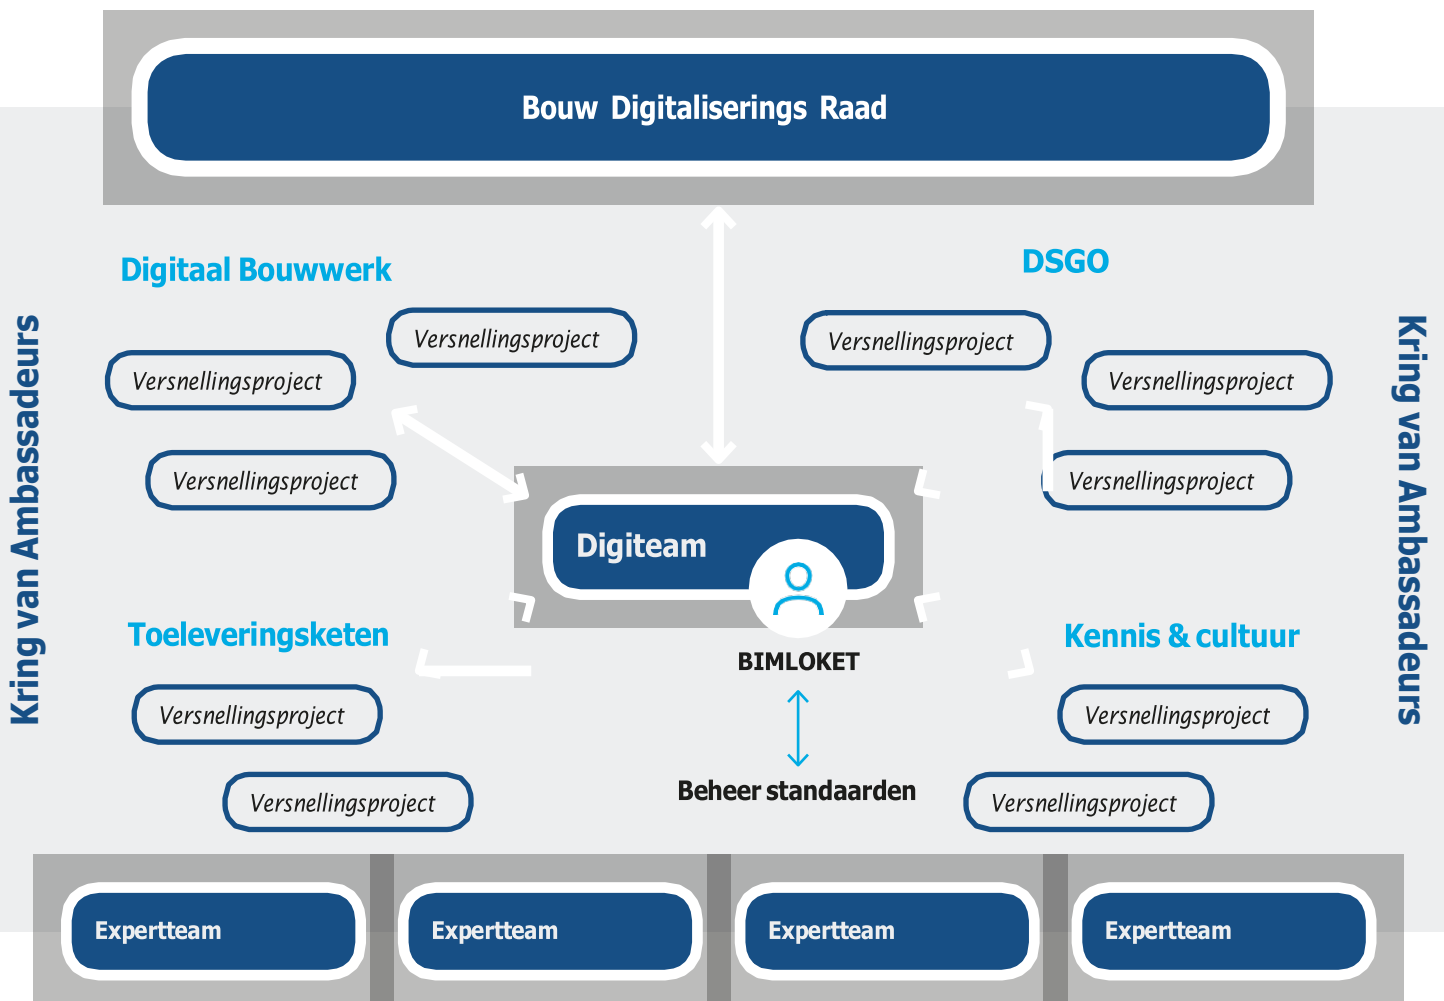 Bouw Digitaliserings Raad
Kring van Ambassadeurs
Digitaal Bouwwerk
Versnellingsproject
Versnellingsproject
Versnellingsproject
DSGO
Versnellingsproject
Versnellingsproject
Versnellingsproject
Kring van Ambassadeurs
Digiteam
BIMLOKET
Beheer standaarden
Toeleveringsketen
Versnellingsproject
Versnellingsproject
Kennis & cultuur
Versnellingsproject
Versnellingsproject
Expertteam
Expertteam
Expertteam
Expertteam